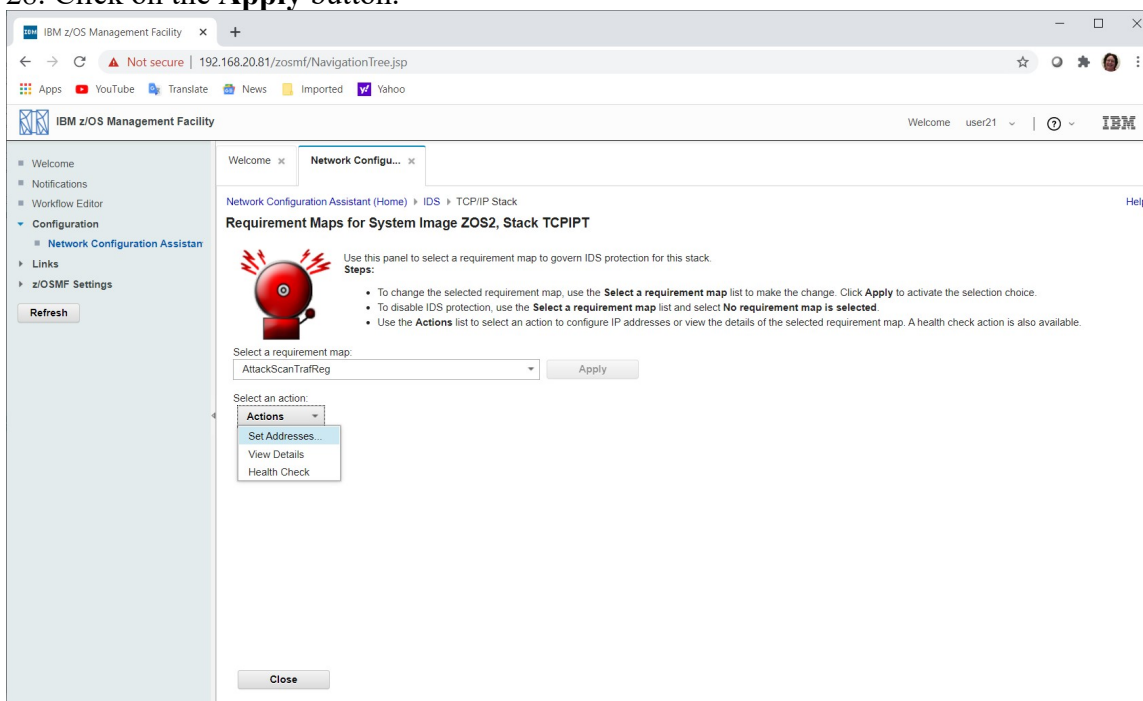 28. Click on the Apply button.
IBM z/OS Management Facility
Not secure | 192.168.20.81/zosmf/NavigationTree.jsp
Apps YouTube Translate News Imported Yahoo
IBM z/OS Management Facility
Welcome user21 IBM
Welcome
Notifications
Workflow Editor
Configuration
Network Configuration Assistan
Links
z/OSMF Settings
Refresh
Welcome Network Configu...
Network Configuration Assistant (Home) IDS TCP/IP Stack Help
Requirement Maps for System Image ZOS2, Stack TCPIPT
Use this panel to select a requirement map to govern IDS protection for this stack.
Steps:
• To change the selected requirement map, use the Select a requirement map list to make the change. Click Apply to activate the selection choice.
• To disable IDS protection, use the Select a requirement map list and select No requirement map is selected.
• Use the Actions list to select an action to configure IP addresses or view the details of the selected requirement map. A health check action is also available.
Select a requirement map:
AttackScanTrafReg Apply
Select an action:
Actions
Set Addresses...
View Details
Health Check
Close